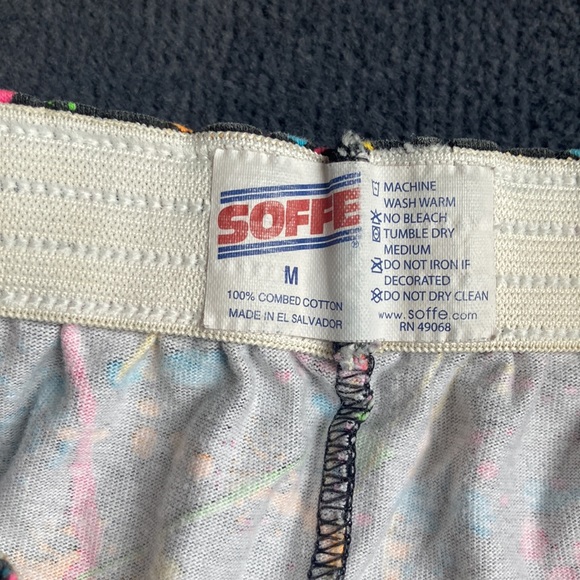 SOFFE
M
100% COMBED COTTON
MADE IN EL SALVADOR
MACHINE
WASH WARM
NO BLEACH
TUMBLE DRY
MEDIUM
DO NOT IRON IF
DECORATED
DO NOT DRY CLEAN
www.soffe.com
RN 49068